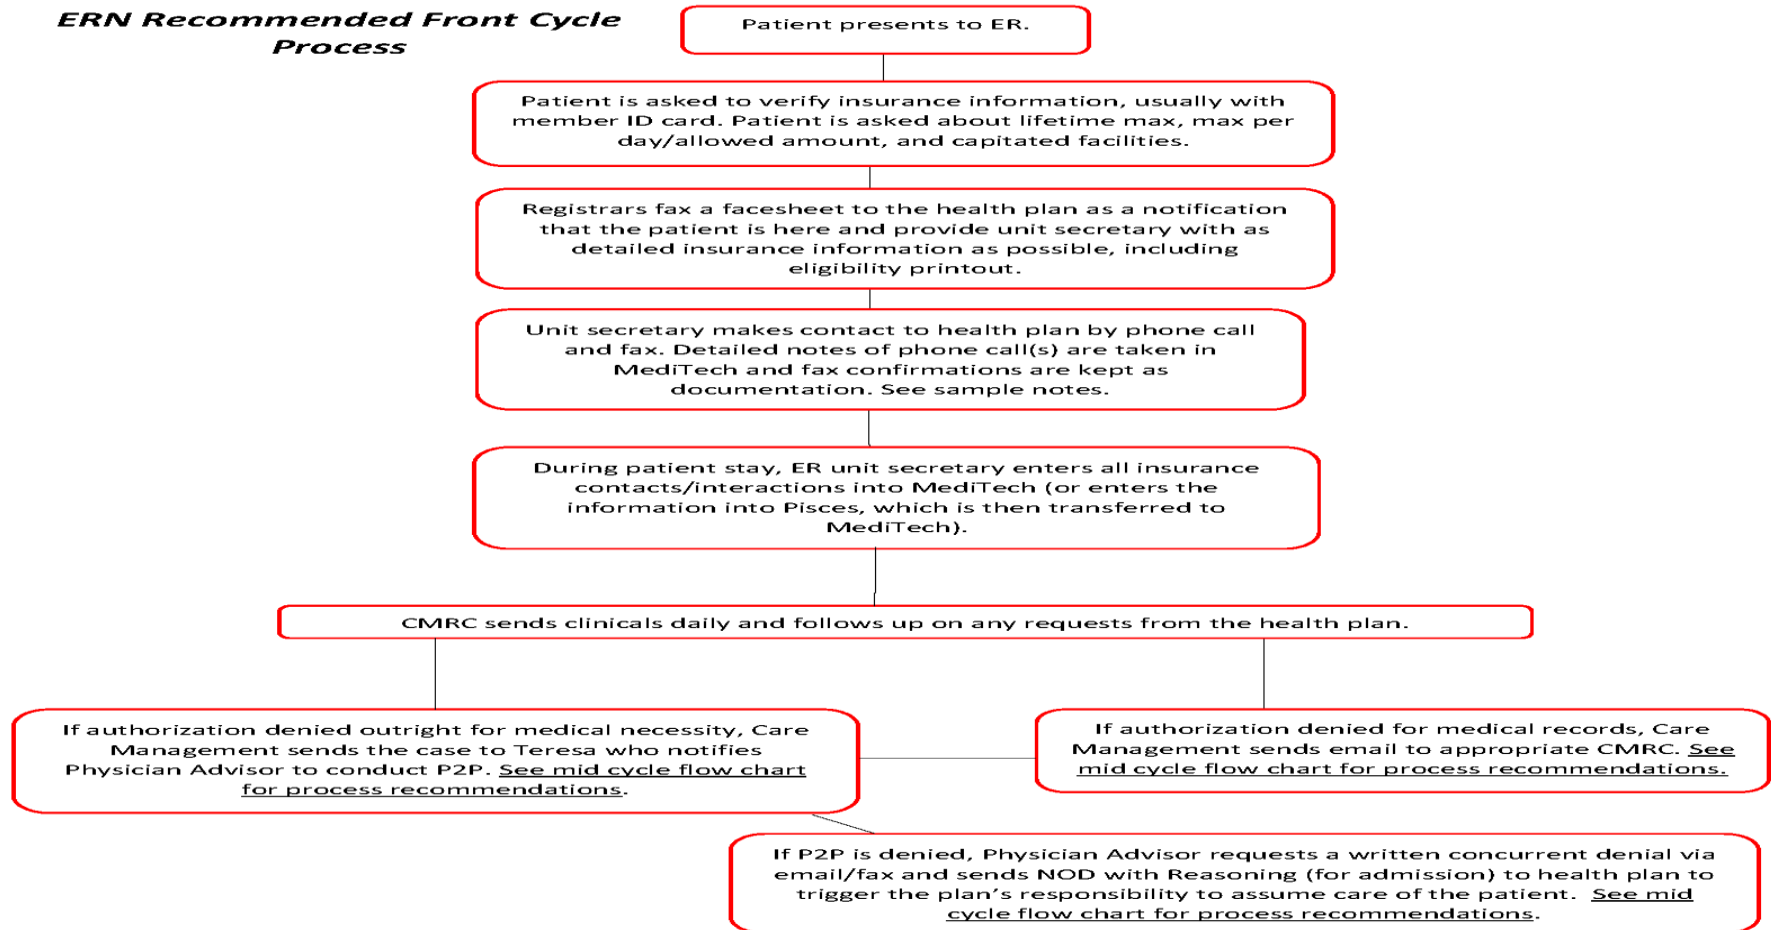 ERN Recommended Front Cycle
Process
Patient presents to ER.
Patient is asked to verify insurance information, usually with
member ID card. Patient is asked about lifetime max, max per
day/allowed amount, and capitated facilities.
Registrars fax a facesheet to the health plan as a notification
that the patient is here and provide unit secretary with as
detailed insurance information as possible, including
eligibility printout.
Unit secretary makes contact to health plan by phone call
and fax. Detailed notes of phone call(s) are taken in
MediTech and fax confirmations are kept as
documentation. See sample notes.
During patient stay, ER unit secretary enters all insurance
contacts/interactions into MediTech (or enters the
information into Pisces, which is then transferred to
MediTech).
CMRC sends clinicals daily and follows up on any requests from the health plan.
If authorization denied outright for medical necessity, Care
Management sends the case to Teresa who notifies
Physician Advisor to conduct P2P. See mid cycle flow chart
for process recommendations.
If authorization denied for medical records, Care
Management sends email to appropriate CMRC. See
mid cycle flow chart for process recommendations.
If P2P is denied, Physician Advisor requests a written concurrent denial via
email/fax and sends NOD with Reasoning (for admission) to health plan to
trigger the plan's responsibility to assume care of the patient.  See mid
cycle flow chart for process recommendations.